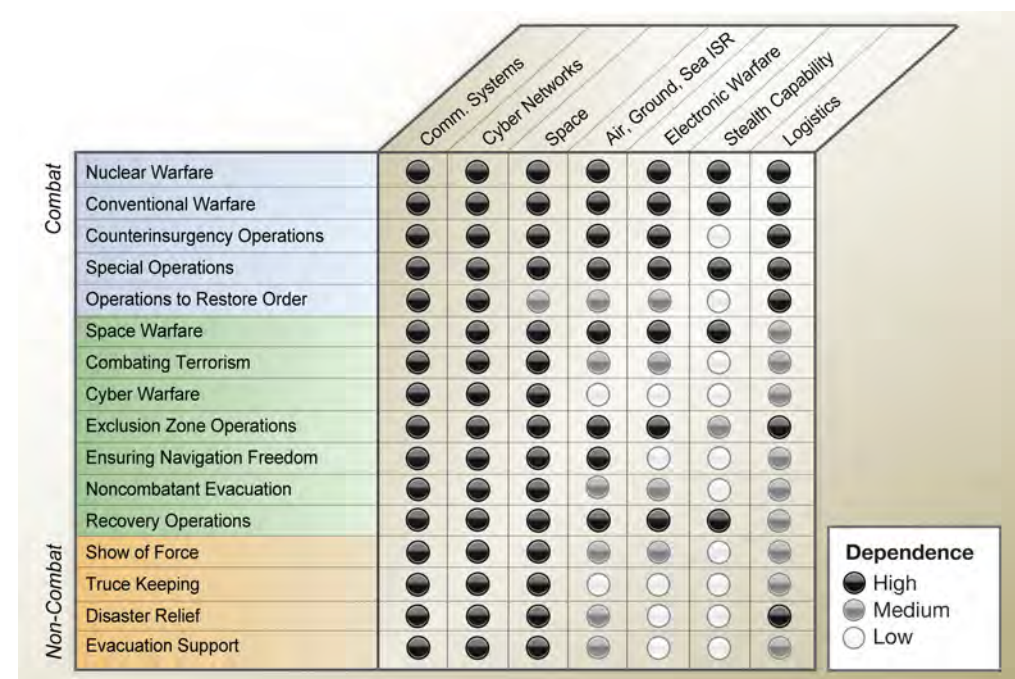 Comm. Systems
Cyber Networks
Space
Air, Ground, Sea ISR
Electronic Warfare
Stealth Capability
Logistics
Combat
Nuclear Warfare
Conventional Warfare
Counterinsurgency Operations
Special Operations
Operations to Restore Order
Space Warfare
Combating Terrorism
Cyber Warfare
Exclusion Zone Operations
Ensuring Navigation Freedom
Noncombatant Evacuation
Recovery Operations
Non-Combat
Show of Force
Truce Keeping
Disaster Relief
Evacuation Support
Dependence
High
Medium
Low